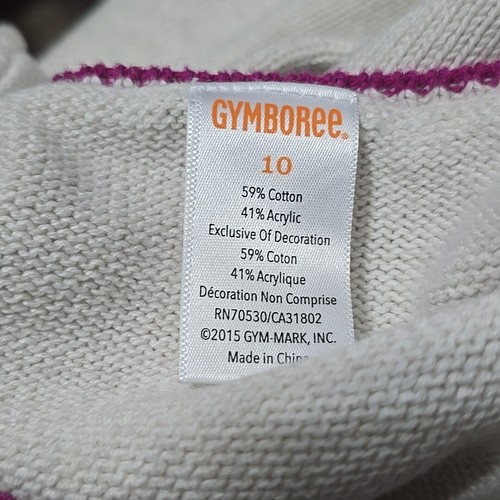 GYMBOREE®
10
59% Cotton
41% Acrylic
Exclusive Of Decoration
59% Coton
41% Acrylique
Décoration Non Comprise
RN70530/CA31802
©2015 GYM-MARK, INC.
Made in China